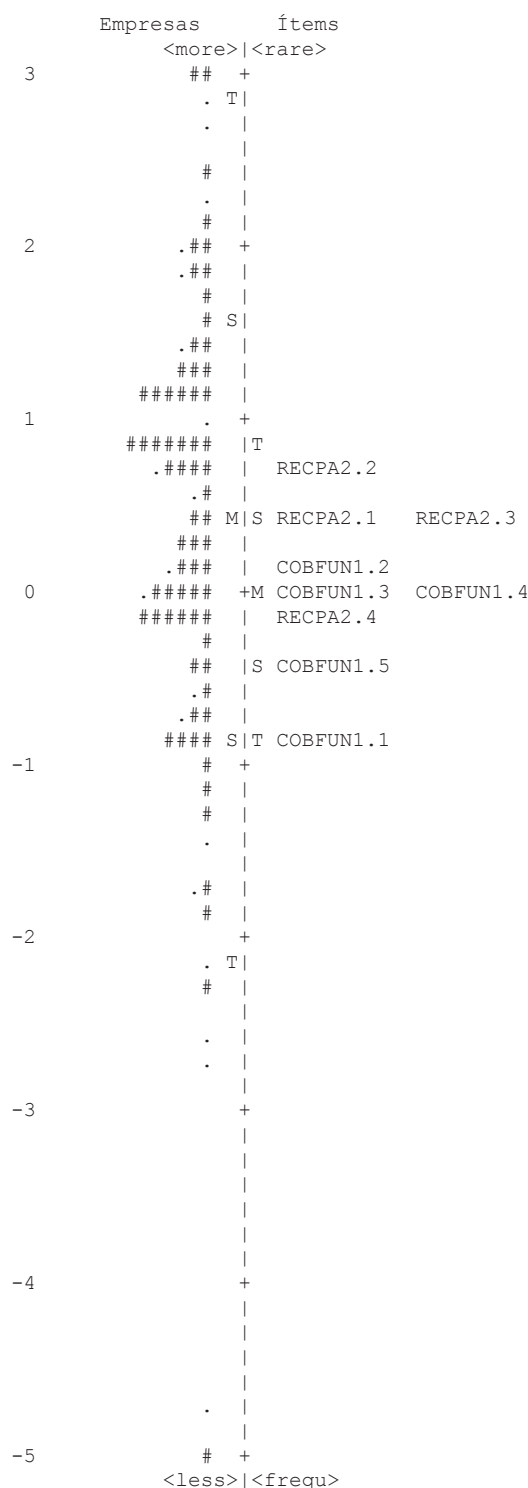 Empresas      Ítems
             <more>|<rare>
 3              ##  +
                 . T|
                 .  |
                    |
                 #  |
                 .  |
                 #  |
 2             .##  +
               .##  |
                 #  |
                 # S|
               .##  |
               ###  |
            ######  |
 1               .  +
           #######  |T
             .####  |  RECPA2.2
                .#  |
                ## M|S RECPA2.1   RECPA2.3
               ###  |
              .###  |  COBFUN1.2
 0          .#####  +M COBFUN1.3  COBFUN1.4
            ######  |  RECPA2.4
                 #  |
                ##  |S COBFUN1.5
                .#  |
               .##  |
              #### S|T COBFUN1.1
-1               #  +
                 #  |
                 #  |
                 .  |
                    |
                .#  |
                 #  |
-2                  +
                 . T|
                 #  |
                    |
                 .  |
                 .  |
                    |
-3                  +
                    |
                    |
                    |
                    |
                    |
                    |
-4                  +
                    |
                    |
                    |
                    |
                 .  |
                    |
-5               #  +
             <less>|<frequ>